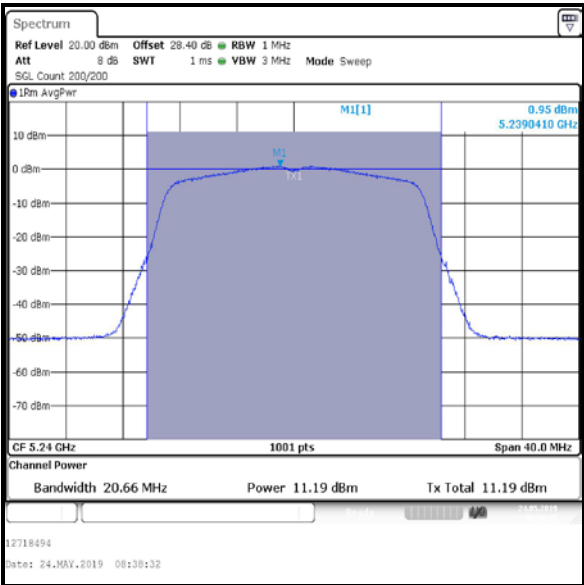 Spectrum
Ref Level 20.00 dBm Offset 28.40 dB RBW 1 MHz
Att 8 dB SWT 1 ms VBW 3 MHz Mode Sweep
SGL Count 200/200
1Rm AvgPwr
M1[1] 0.95 dBm
5.2390410 GHz
10 dBm
M1
0 dBm
TX1
-10 dBm
-20 dBm
-30 dBm
-40 dBm
-50 dBm
-60 dBm
-70 dBm
CF 5.24 GHz 1001 pts Span 40.0 MHz
Channel Power
Bandwidth 20.66 MHz Power 11.19 dBm Tx Total 11.19 dBm
Ready 24.05.2019
12718494
Date: 24.MAY.2019 08:38:32